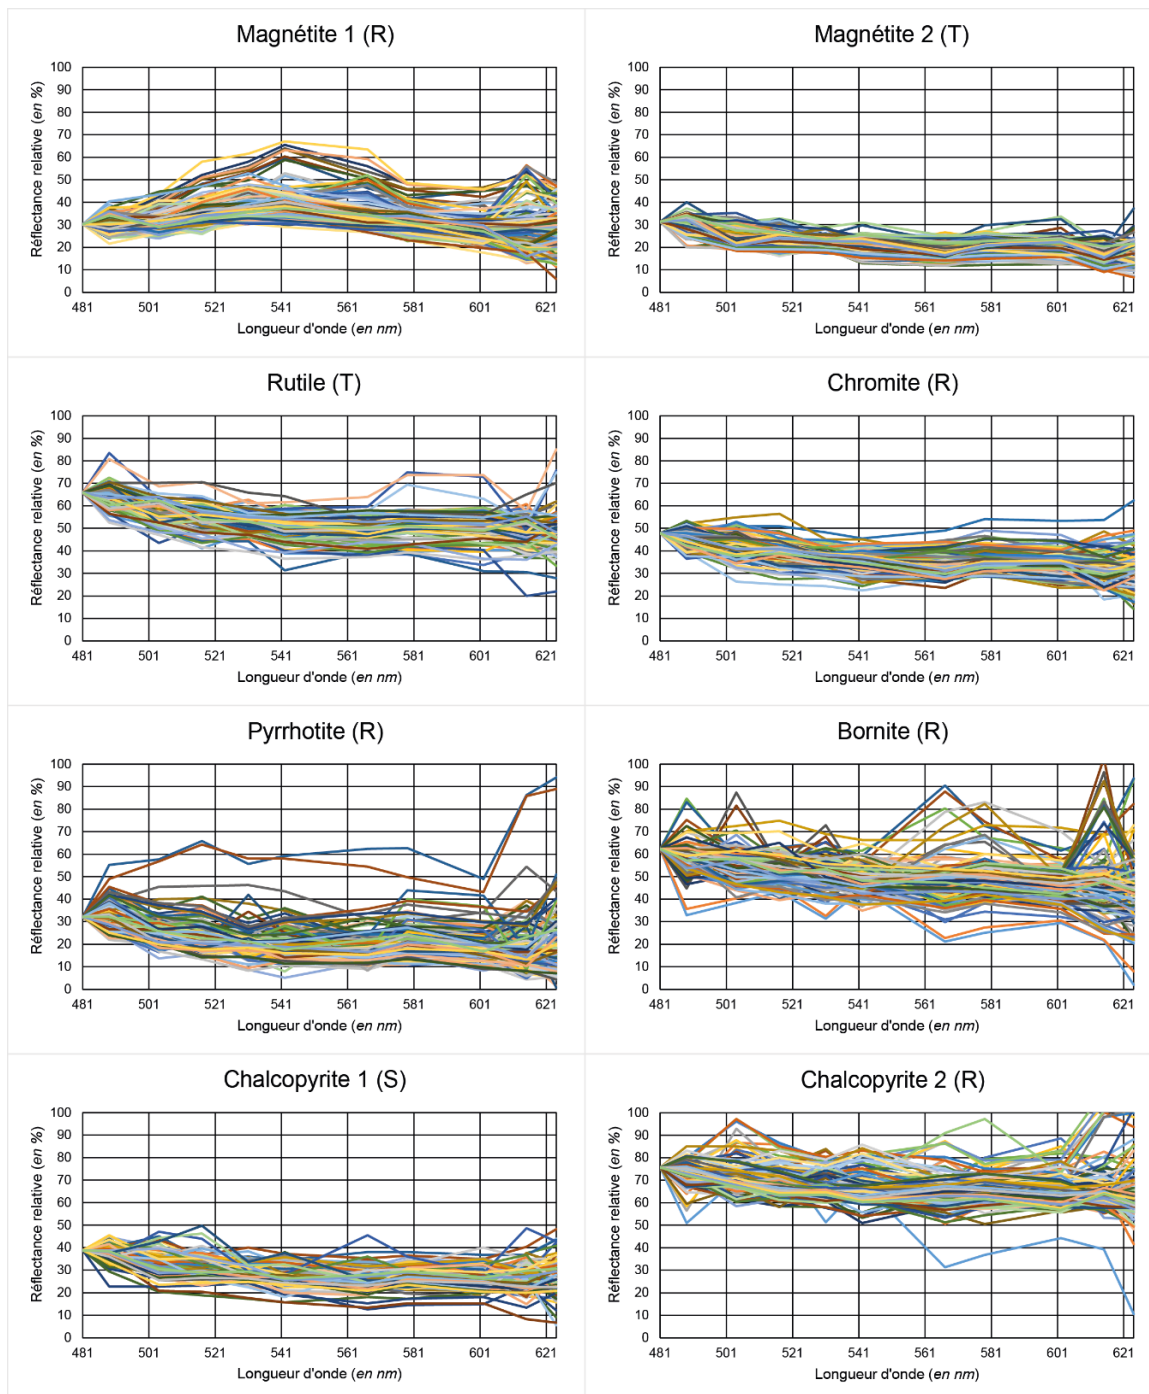 Magnétite 1 (R)
100
90
80
70
60
50
40
30
20
10
0
Réflectance relative (en %)
481 501 521 541 561 581 601 621
Longueur d'onde (en nm)
Magnétite 2 (T)
100
90
80
70
60
50
40
30
20
10
0
Réflectance relative (en %)
481 501 521 541 561 581 601 621
Longueur d'onde (en nm)
Rutile (T)
100
90
80
70
60
50
40
30
20
10
0
Réflectance relative (en %)
481 501 521 541 561 581 601 621
Longueur d'onde (en nm)
Chromite (R)
100
90
80
70
60
50
40
30
20
10
0
Réflectance relative (en %)
481 501 521 541 561 581 601 621
Longueur d'onde (en nm)
Pyrrhotite (R)
100
90
80
70
60
50
40
30
20
10
0
Réflectance relative (en %)
481 501 521 541 561 581 601 621
Longueur d'onde (en nm)
Bornite (R)
100
90
80
70
60
50
40
30
20
10
0
Réflectance relative (en %)
481 501 521 541 561 581 601 621
Longueur d'onde (en nm)
Chalcopyrite 1 (S)
100
90
80
70
60
50
40
30
20
10
0
Réflectance relative (en %)
481 501 521 541 561 581 601 621
Longueur d'onde (en nm)
Chalcopyrite 2 (R)
100
90
80
70
60
50
40
30
20
10
0
Réflectance relative (en %)
481 501 521 541 561 581 601 621
Longueur d'onde (en nm)